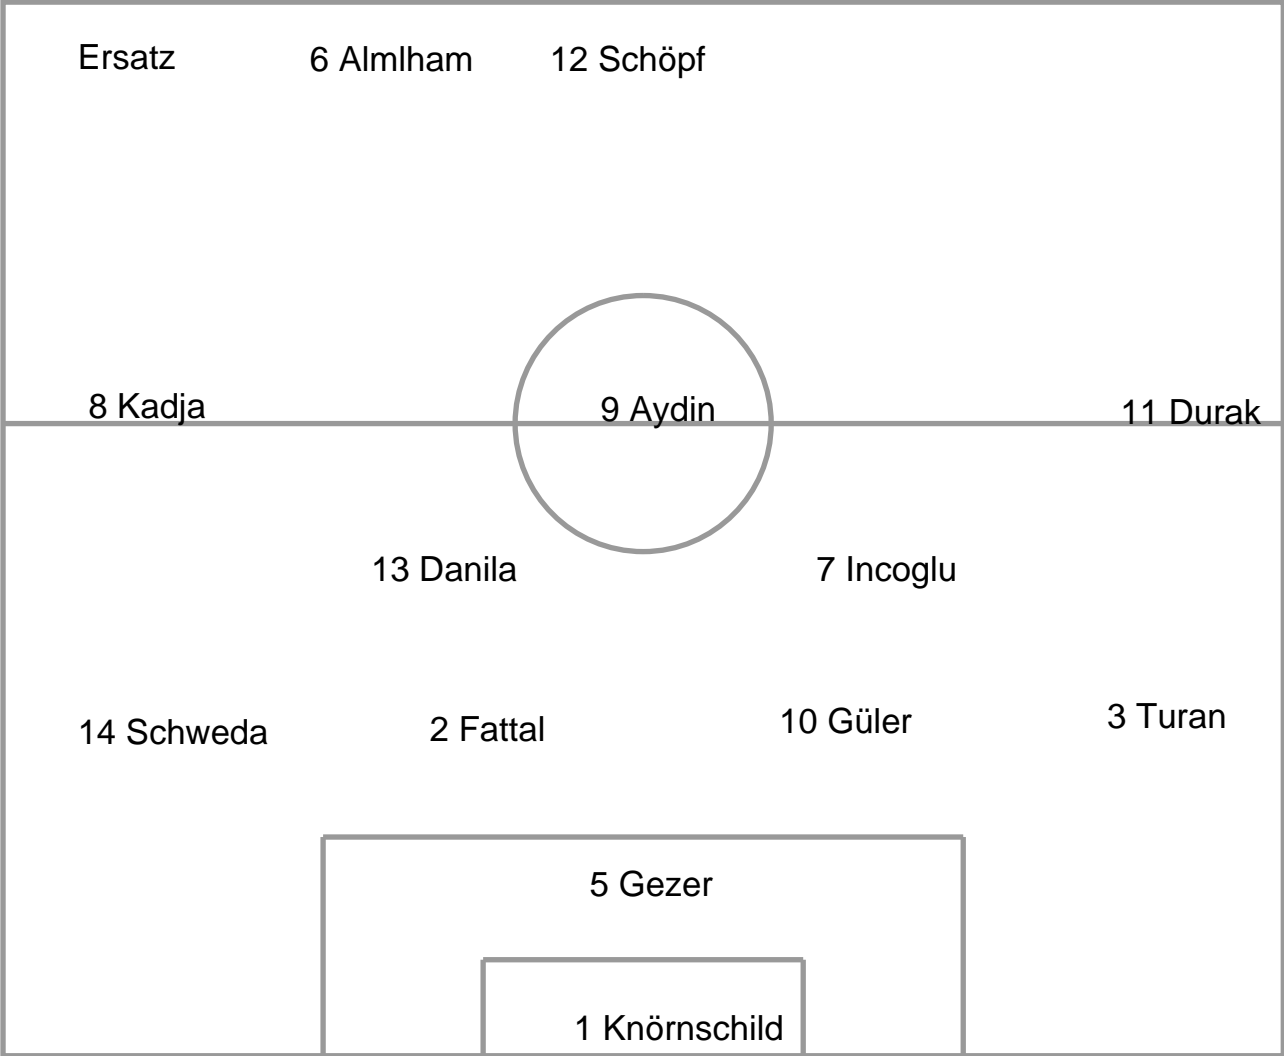 Ersatz 6 Almlham 12 Schöpf
8 Kadja 9 Aydin 11 Durak
13 Danila 7 Incoglu
14 Schweda 2 Fattal 10 Güler 3 Turan
5 Gezer
1 Knörnschild